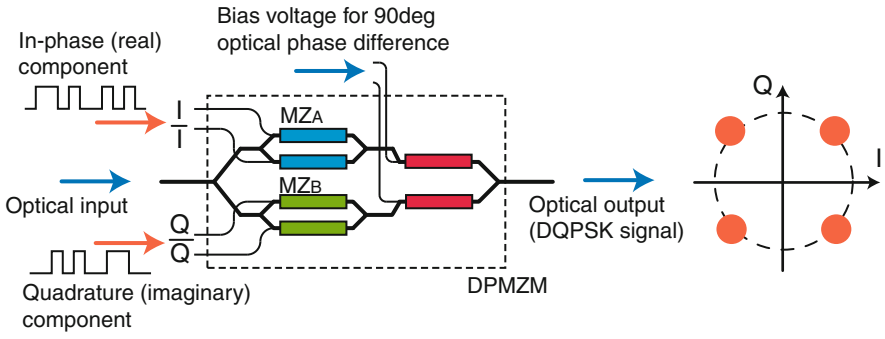 Bias voltage for 90deg
optical phase difference
In-phase (real)
component
I
I
MZA
MZB
Optical input
Q
Q
Quadrature (imaginary)
component
DPMZM
Optical output
(DQPSK signal)
Q
I